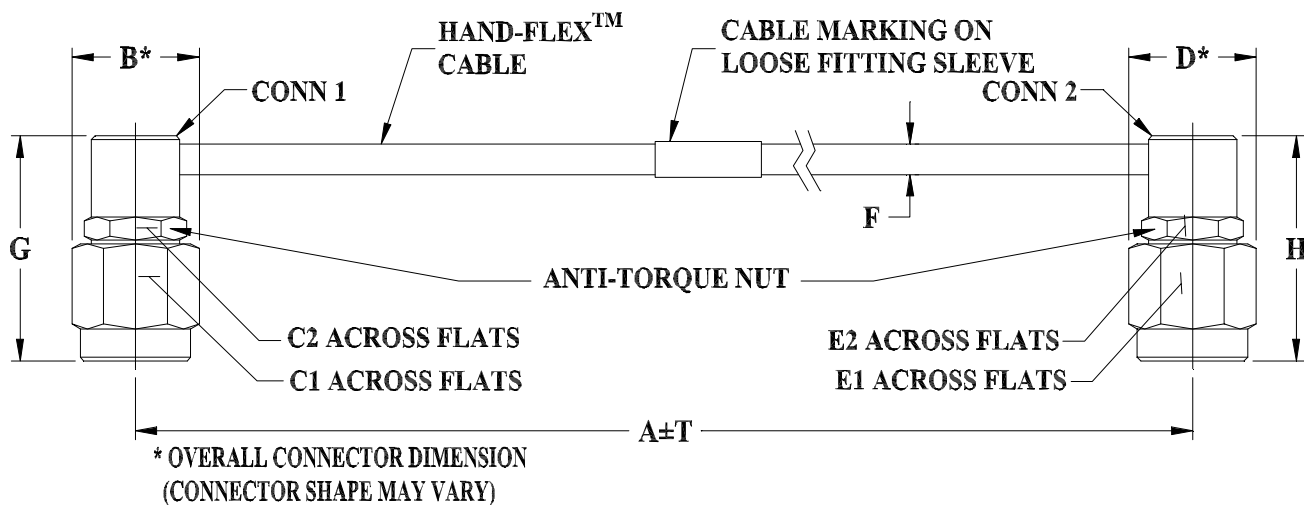 HAND-FLEX™
CABLE
CABLE MARKING ON
LOOSE FITTING SLEEVE
B*
D*
CONN 1
CONN 2
F
G
H
ANTI-TORQUE NUT
C2 ACROSS FLATS
E2 ACROSS FLATS
C1 ACROSS FLATS
E1 ACROSS FLATS
A±T
* OVERALL CONNECTOR DIMENSION
(CONNECTOR SHAPE MAY VARY)